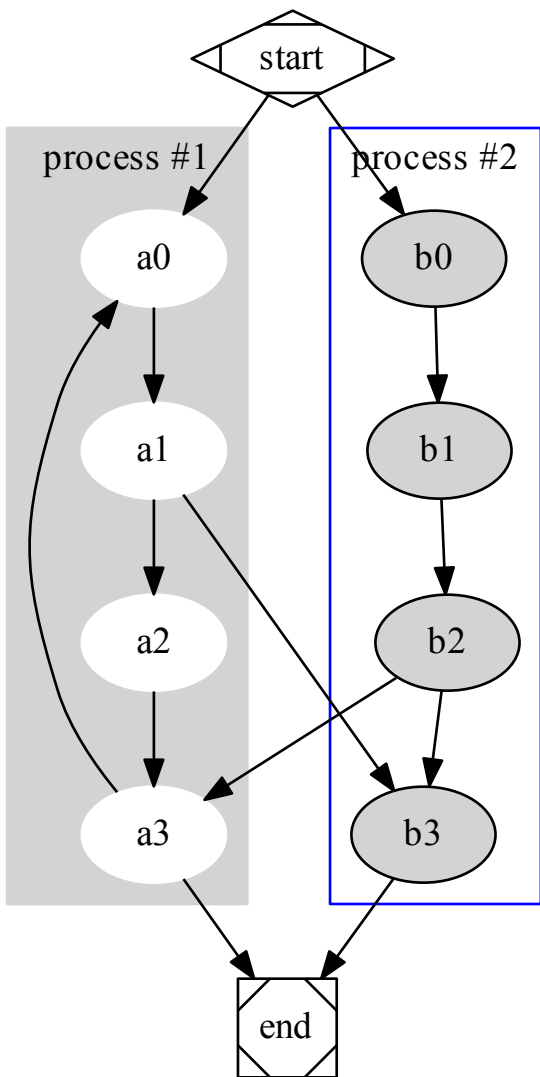 start
process #1
process #2
a0
b0
a1
b1
a2
b2
a3
b3
end